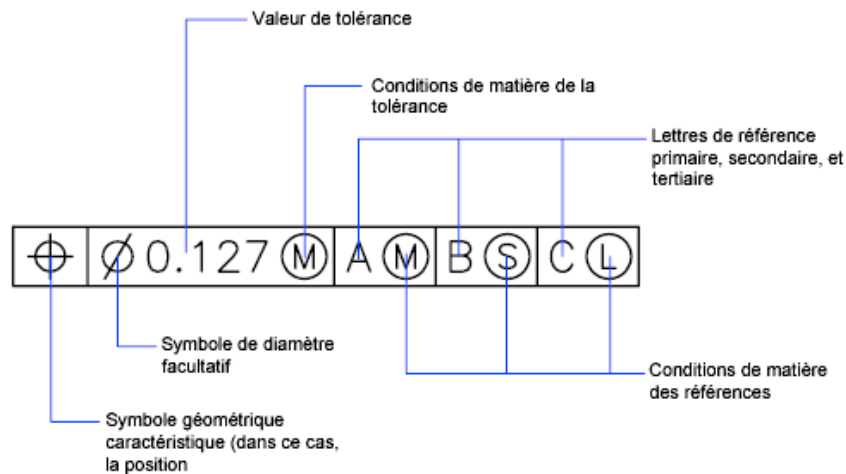 Valeur de tolérance
Conditions de matière de la
tolérance
Lettres de référence
primaire, secondaire, et
tertiaire
⌖ ⌀ 0.127 Ⓜ A Ⓜ B Ⓢ C Ⓛ
Symbole de diamètre
facultatif
Conditions de matière
des références
Symbole géométrique
caractéristique (dans ce cas,
la position